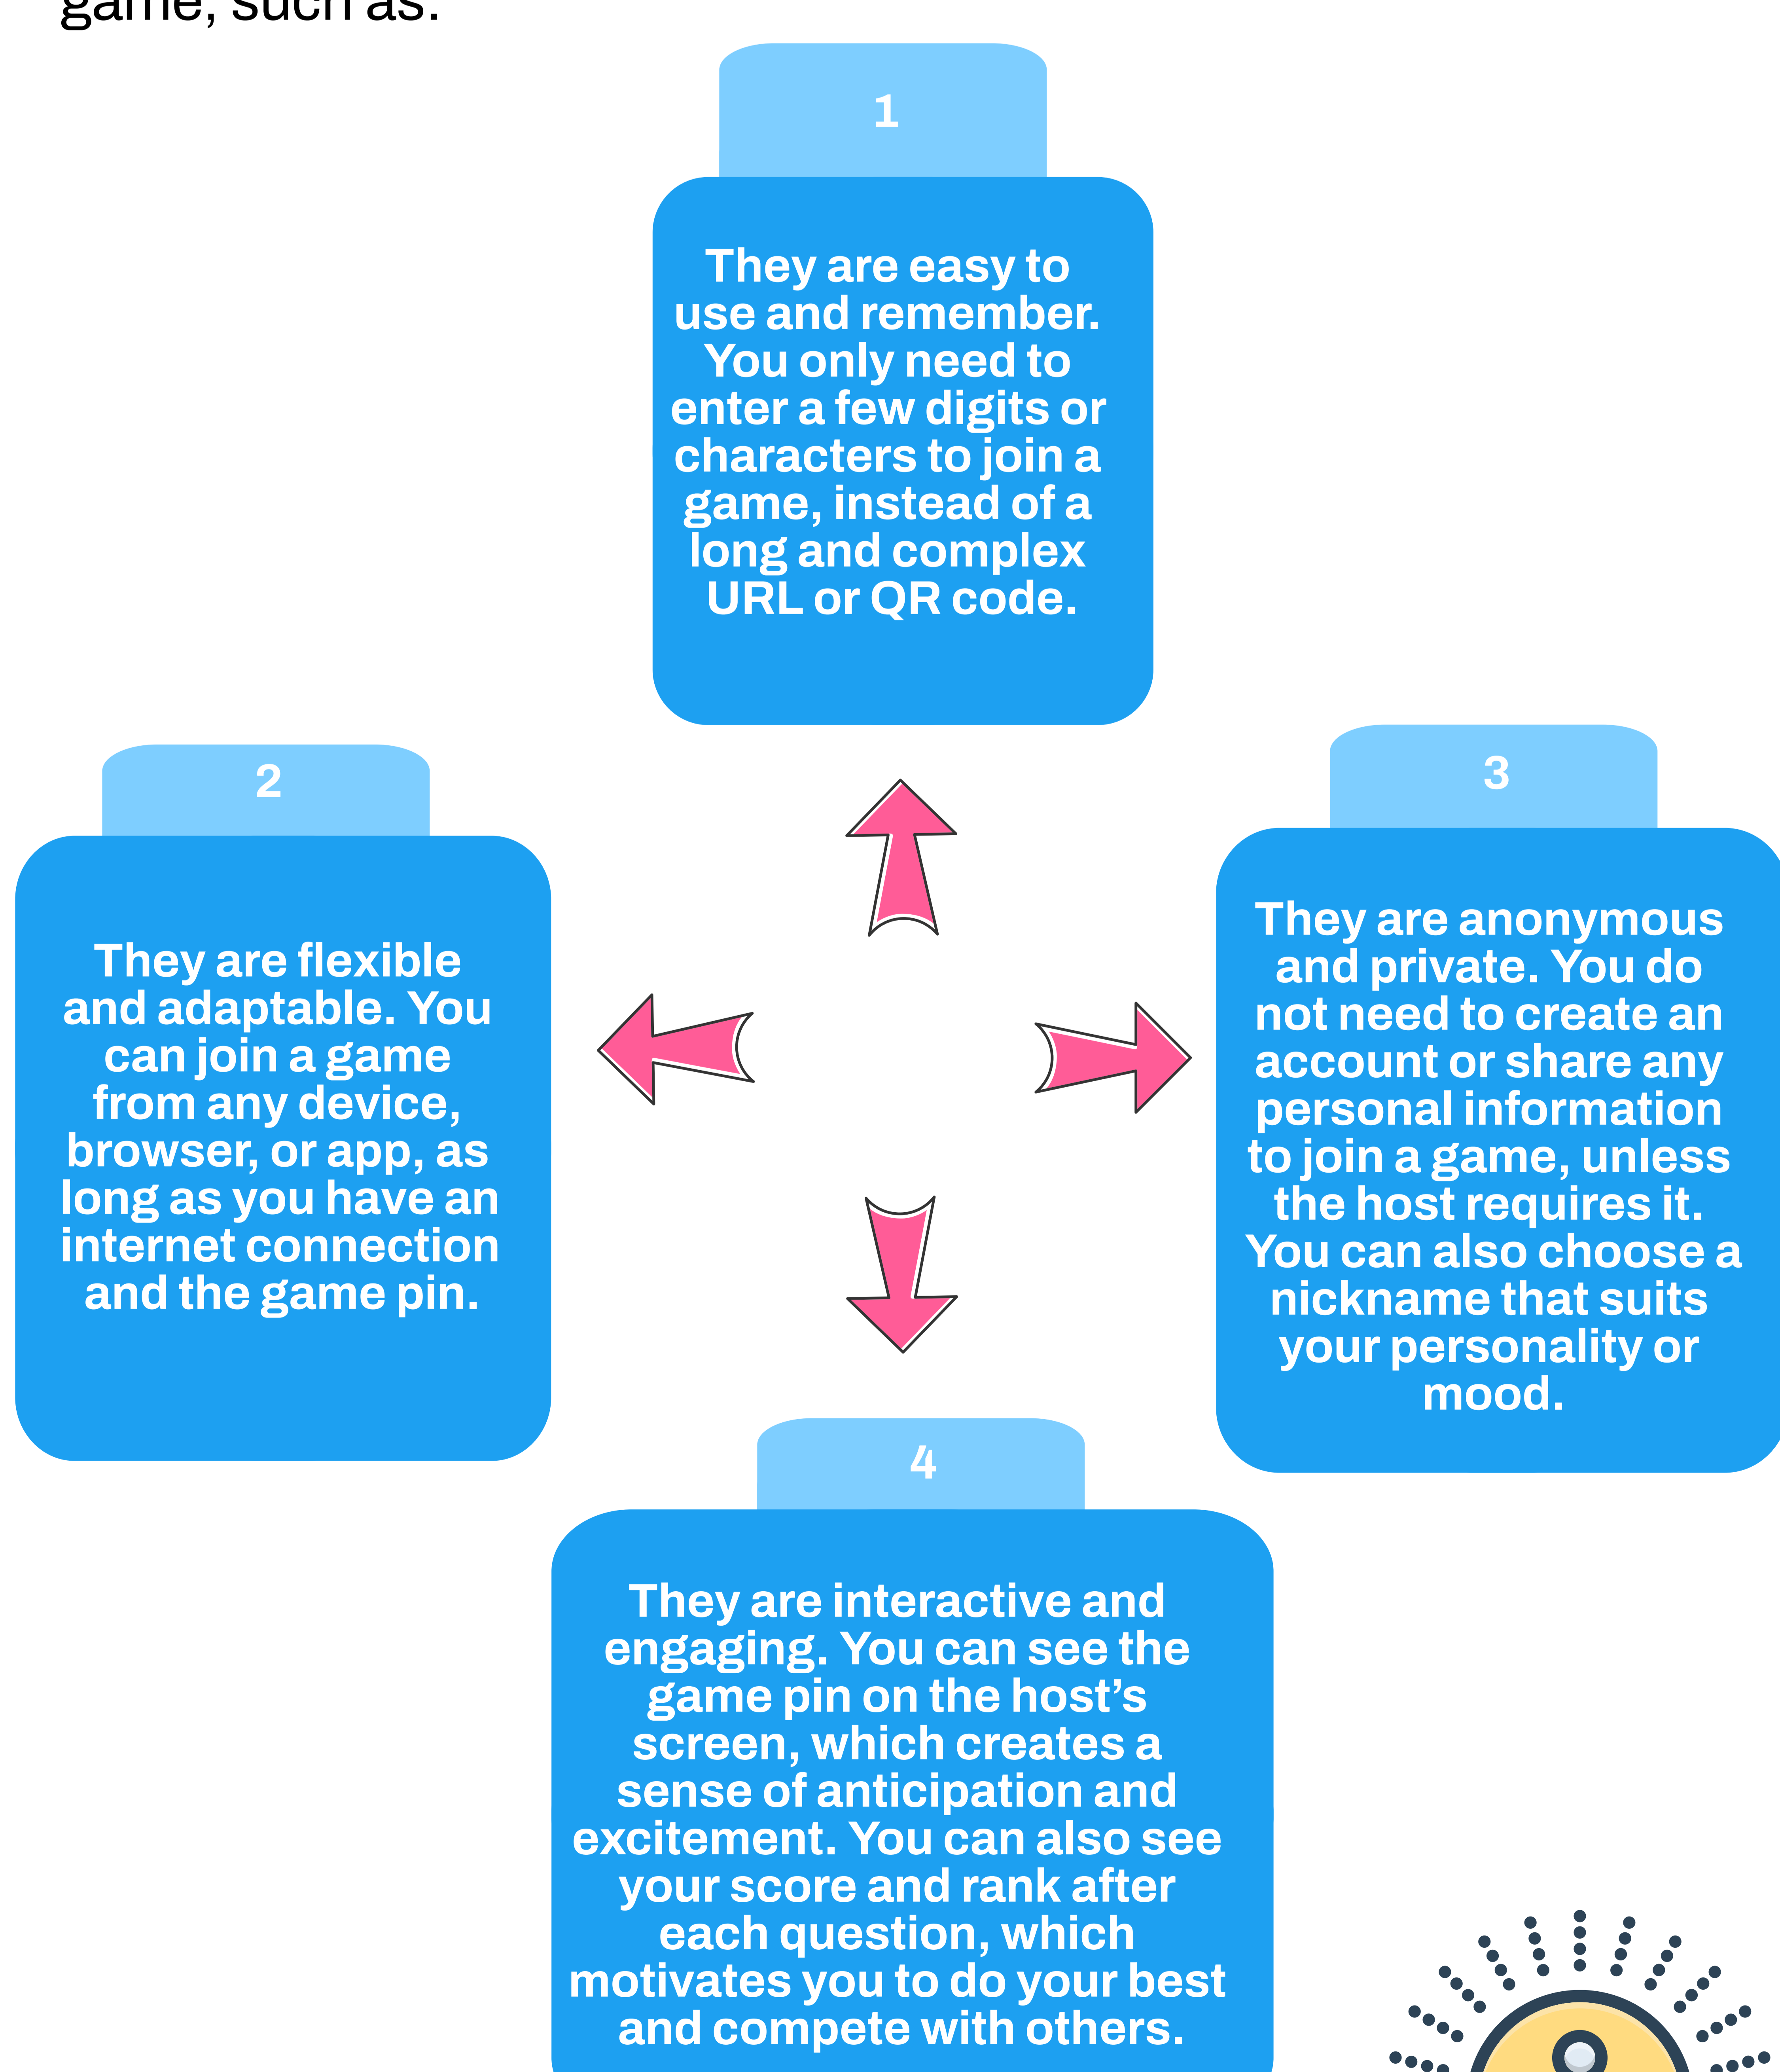 game, such as:
1
They are easy to
use and remember.
You only need to
enter a few digits or
characters to join a
game, instead of a
long and complex
URL or QR code.
2
They are flexible
and adaptable. You
can join a game
from any device,
browser, or app, as
long as you have an
internet connection
and the game pin.
3
They are anonymous
and private. You do
not need to create an
account or share any
personal information
to join a game, unless
the host requires it.
You can also choose a
nickname that suits
your personality or
mood.
4
They are interactive and
engaging. You can see the
game pin on the host’s
screen, which creates a
sense of anticipation and
excitement. You can also see
your score and rank after
each question, which
motivates you to do your best
and compete with others.